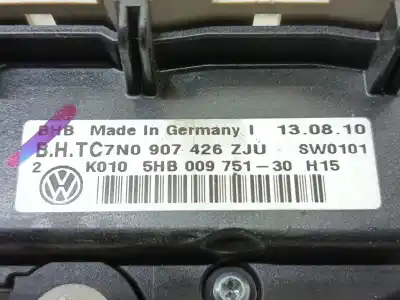 BHB Made In Germany I 13.08.10
B.H.TC7N0 907 426 ZJU SW0101
2 K010 5HB 009 751-30 H15